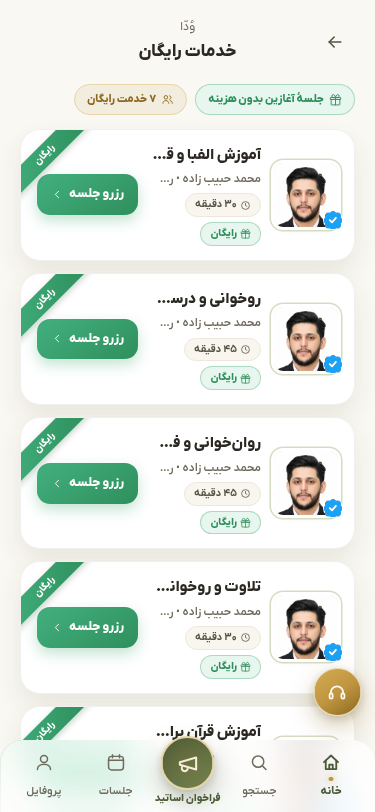 وُدّا
خدمات رایگان
جلسهٔ آغازین بدون هزینه
۷ خدمت رایگان
رایگان
آموزش الفبا و ق...
محمد حبیب زاده • ر...
۳۰ دقیقه
رایگان
رزرو جلسه
رایگان
روخوانی و درس...
محمد حبیب زاده • ر...
۴۵ دقیقه
رایگان
رزرو جلسه
رایگان
روان‌خوانی و ف...
محمد حبیب زاده • ر...
۴۵ دقیقه
رایگان
رزرو جلسه
رایگان
تلاوت و روخوانـ...
محمد حبیب زاده • ر...
۳۰ دقیقه
رایگان
رزرو جلسه
رایگان
آموزش قرآن برا...
خانه
جستجو
فراخوان اساتید
جلسات
پروفایل